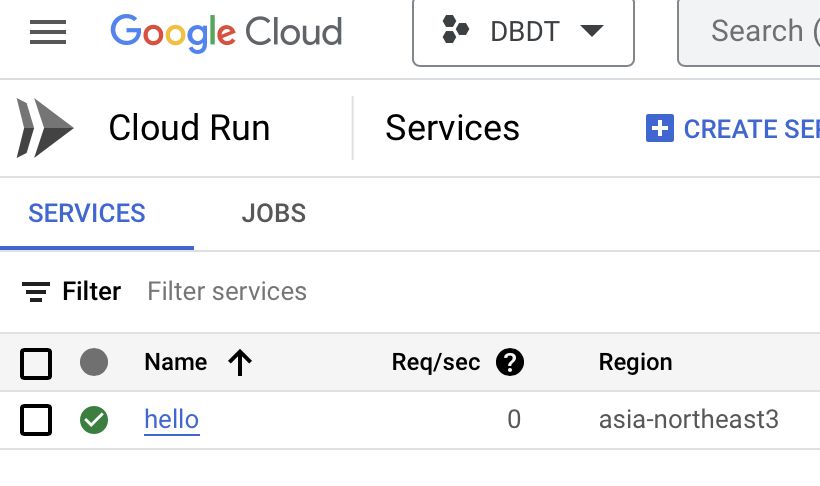 Google Cloud DBDT Search (
Cloud Run Services CREATE SER
SERVICES JOBS
Filter Filter services
Name Req/sec ? Region
hello 0 asia-northeast3